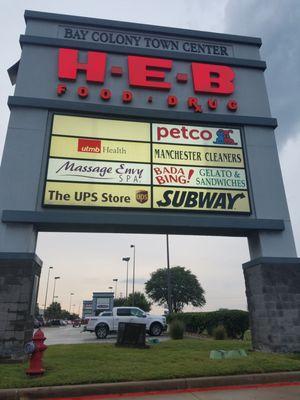 BAY COLONY TOWN CENTER
H-E-B
FOOD · DRUG
utmb Health
petco
MANCHESTER CLEANERS
Massage Envy
SPA
BADA BING!
GELATO & SANDWICHES
The UPS Store
ups
SUBWAY